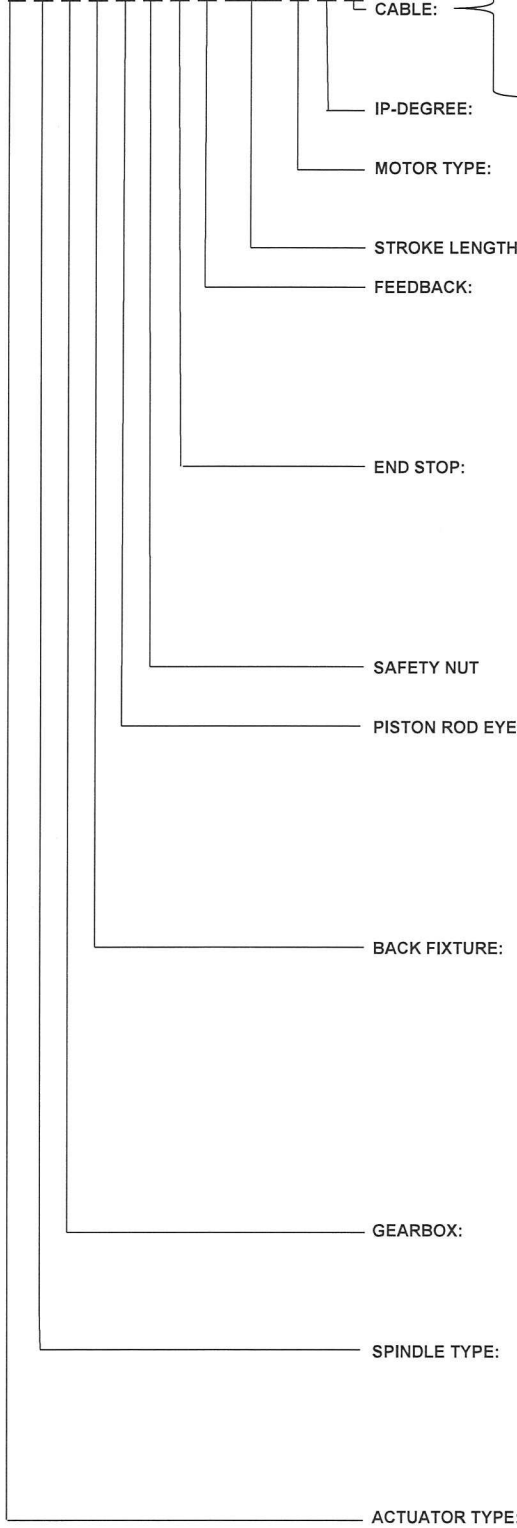 CABLE:
IP-DEGREE:
MOTOR TYPE:
STROKE LENGTH
FEEDBACK:
END STOP:
SAFETY NUT
PISTON ROD EYE
BACK FIXTURE:
GEARBOX:
SPINDLE TYPE:
ACTUATOR TYPE: